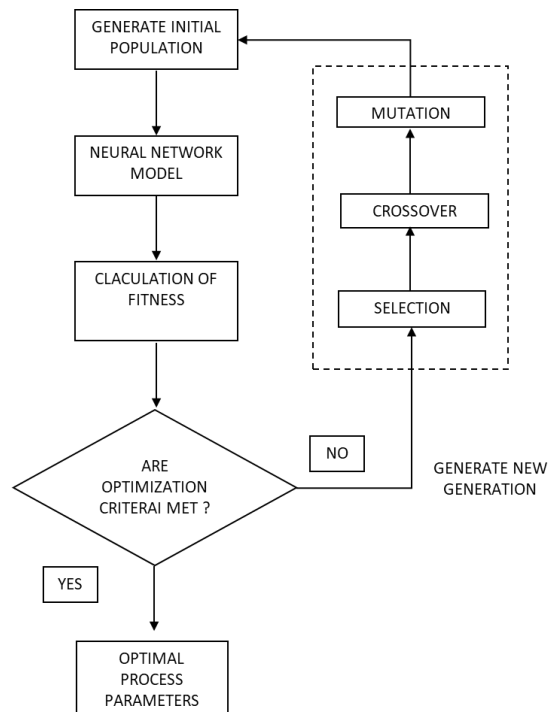 GENERATE INITIAL
POPULATION
NEURAL NETWORK
MODEL
CLACULATION OF
FITNESS
ARE
OPTIMIZATION
CRITERAI MET ?
YES
OPTIMAL
PROCESS
PARAMETERS
NO
GENERATE NEW
GENERATION
SELECTION
CROSSOVER
MUTATION